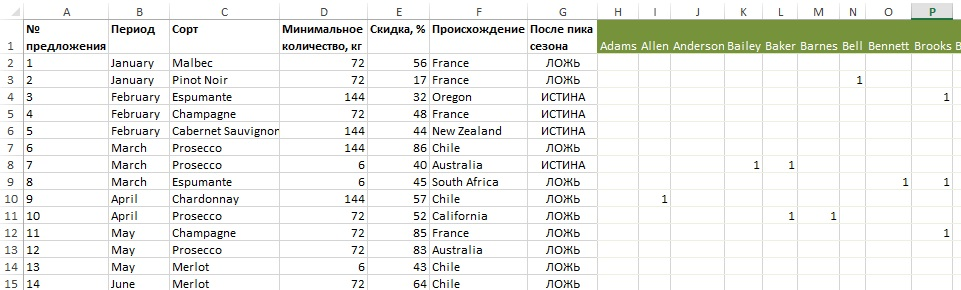 A B C D E F G H I J K L M N O P
1 № предложения Период Сорт Минимальное количество, кг Скидка, % Происхождение После пика сезона Adams Allen Anderson Bailey Baker Barnes Bell Bennett Brooks B
2 1 January Malbec 72 56 France ЛОЖЬ
3 2 January Pinot Noir 72 17 France ЛОЖЬ 1
4 3 February Espumante 144 32 Oregon ИСТИНА 1
5 4 February Champagne 72 48 France ИСТИНА
6 5 February Cabernet Sauvignon 144 44 New Zealand ИСТИНА
7 6 March Prosecco 144 86 Chile ЛОЖЬ
8 7 March Prosecco 6 40 Australia ИСТИНА 1 1
9 8 March Espumante 6 45 South Africa ЛОЖЬ 1 1
10 9 April Chardonnay 144 57 Chile ЛОЖЬ 1
11 10 April Prosecco 72 52 California ЛОЖЬ 1 1
12 11 May Champagne 72 85 France ЛОЖЬ 1
13 12 May Prosecco 72 83 Australia ЛОЖЬ
14 13 May Merlot 6 43 Chile ЛОЖЬ
15 14 June Merlot 72 64 Chile ЛОЖЬ